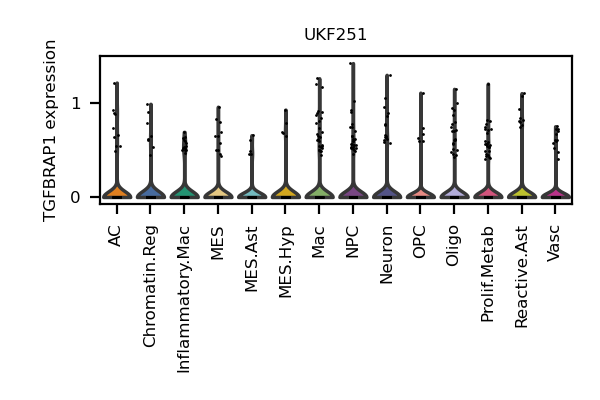 UKF251
TGFBRAP1 expression
1
0
AC
Chromatin.Reg
Inflammatory.Mac
MES
MES.Ast
MES.Hyp
Mac
NPC
Neuron
OPC
Oligo
Prolif.Metab
Reactive.Ast
Vasc